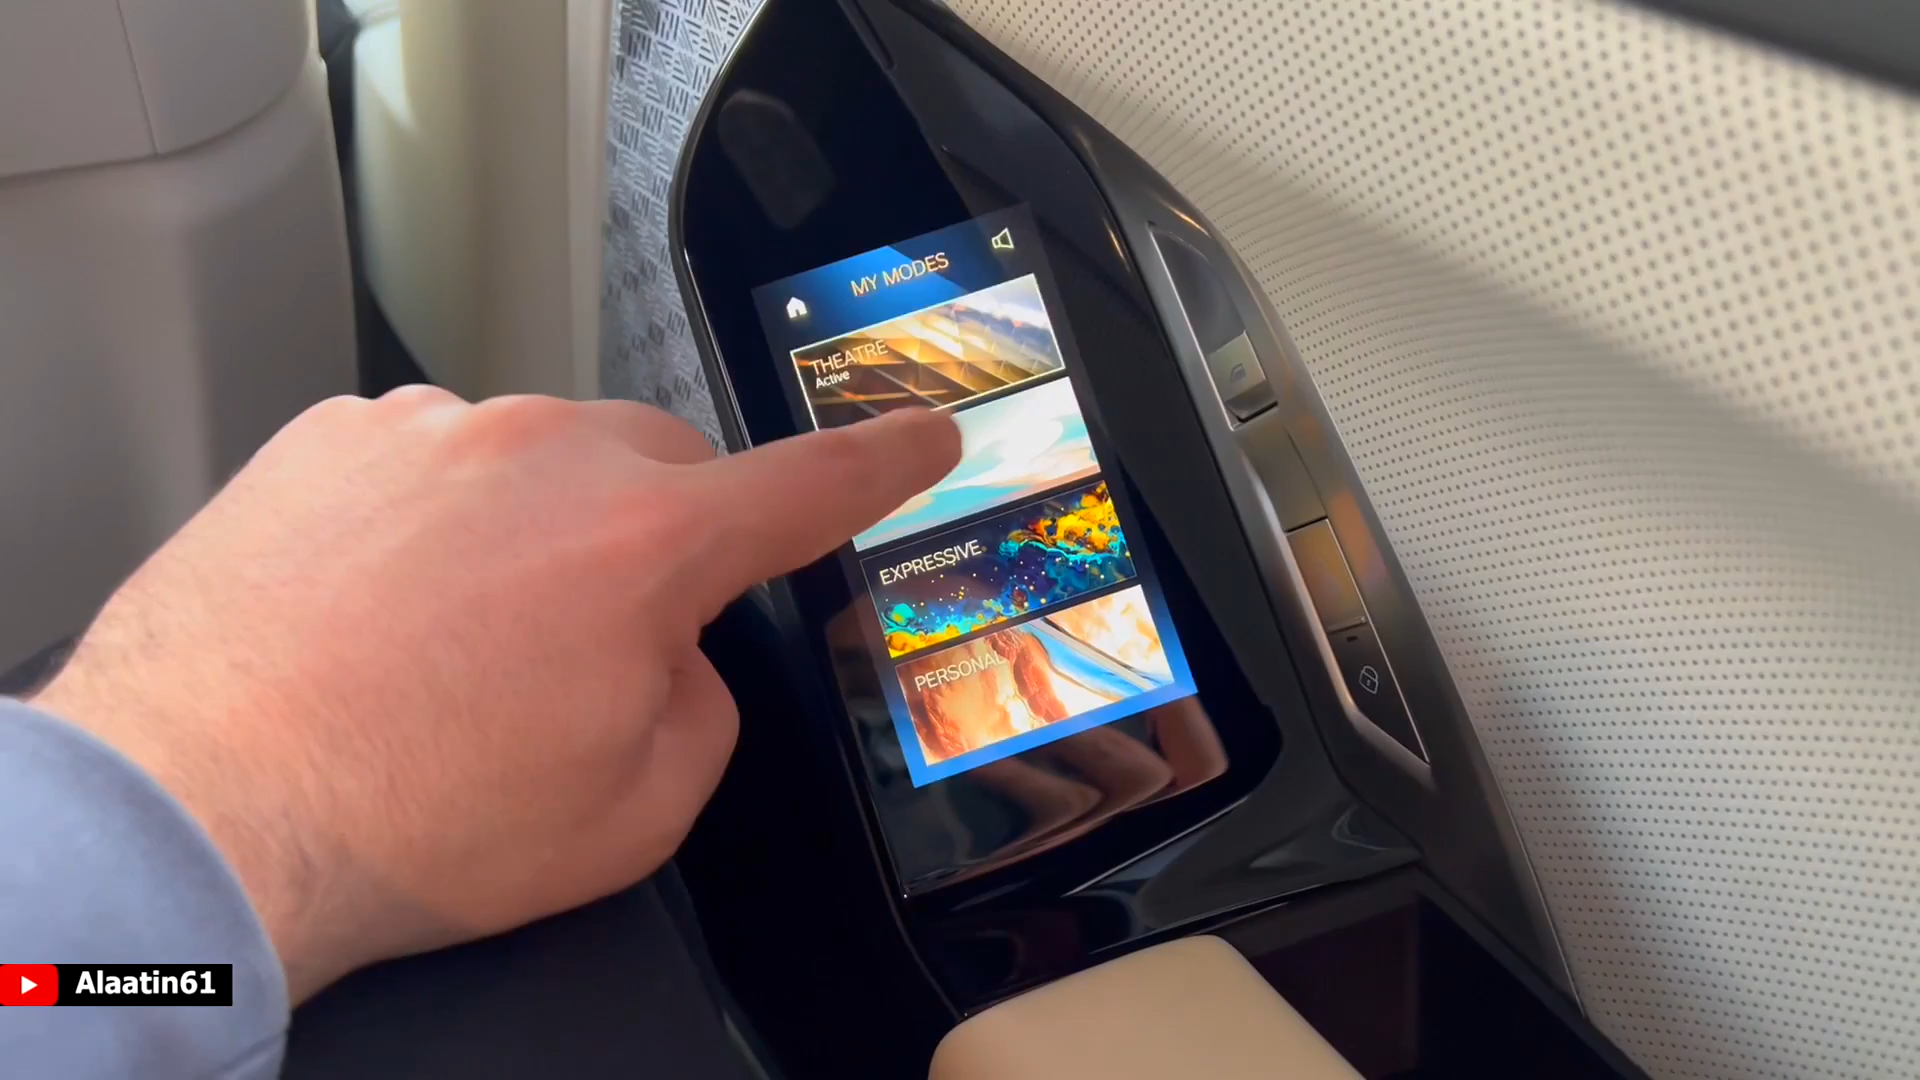 MY MODES
THEATRE
Active
EXPRESSIVE
PERSONAL
Alaatin61